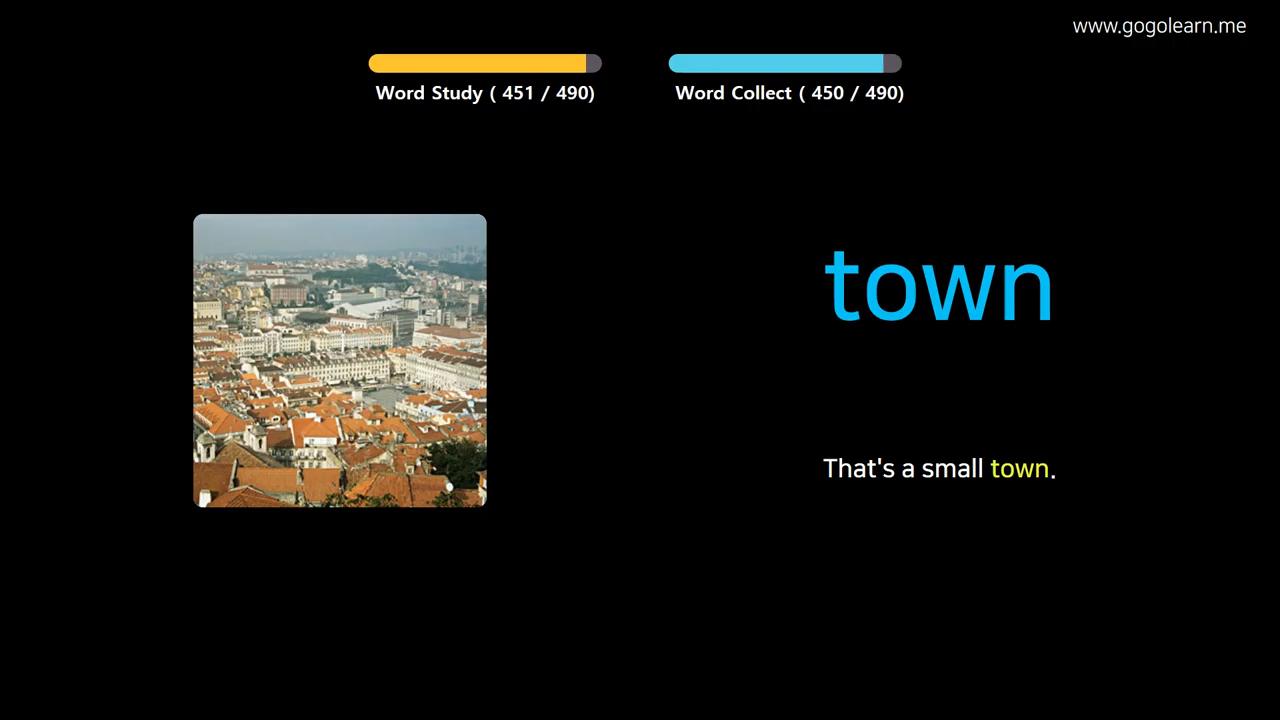 www.gogolearn.me
Word Study ( 451 / 490)
Word Collect ( 450 / 490)
town
That's a small town.